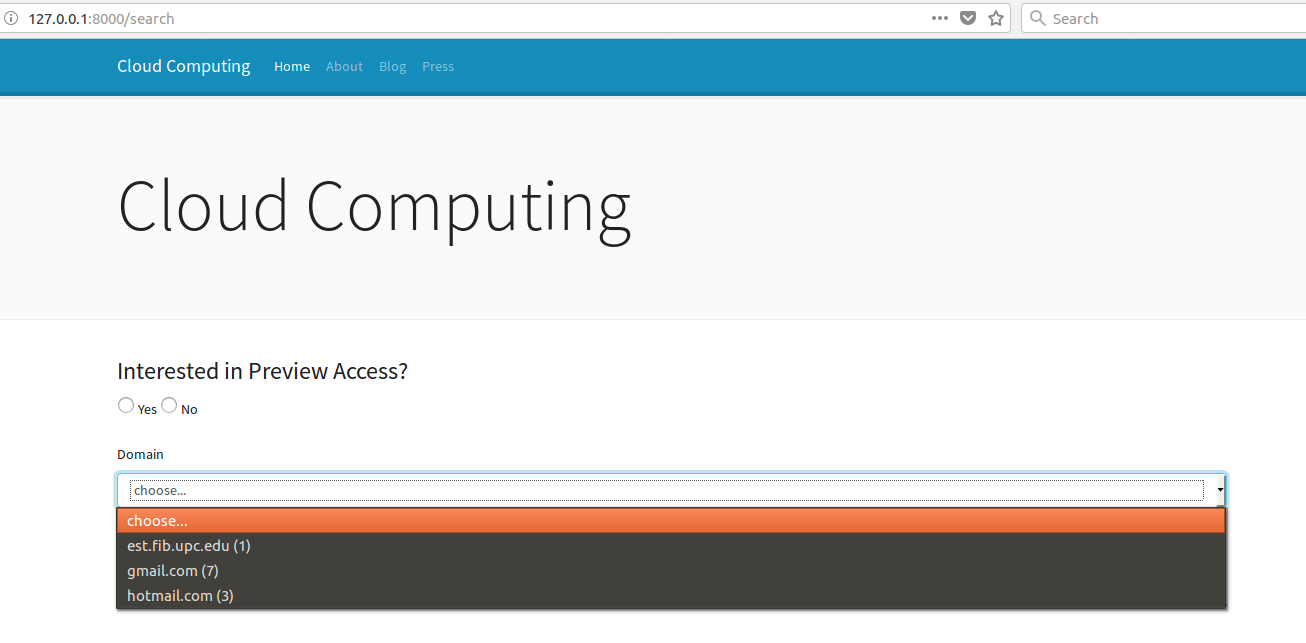 127.0.0.1:8000/search
Search
Cloud Computing Home About Blog Press
Cloud Computing
Interested in Preview Access?
Yes No
Domain
choose...
choose...
est.fib.upc.edu (1)
gmail.com (7)
hotmail.com (3)